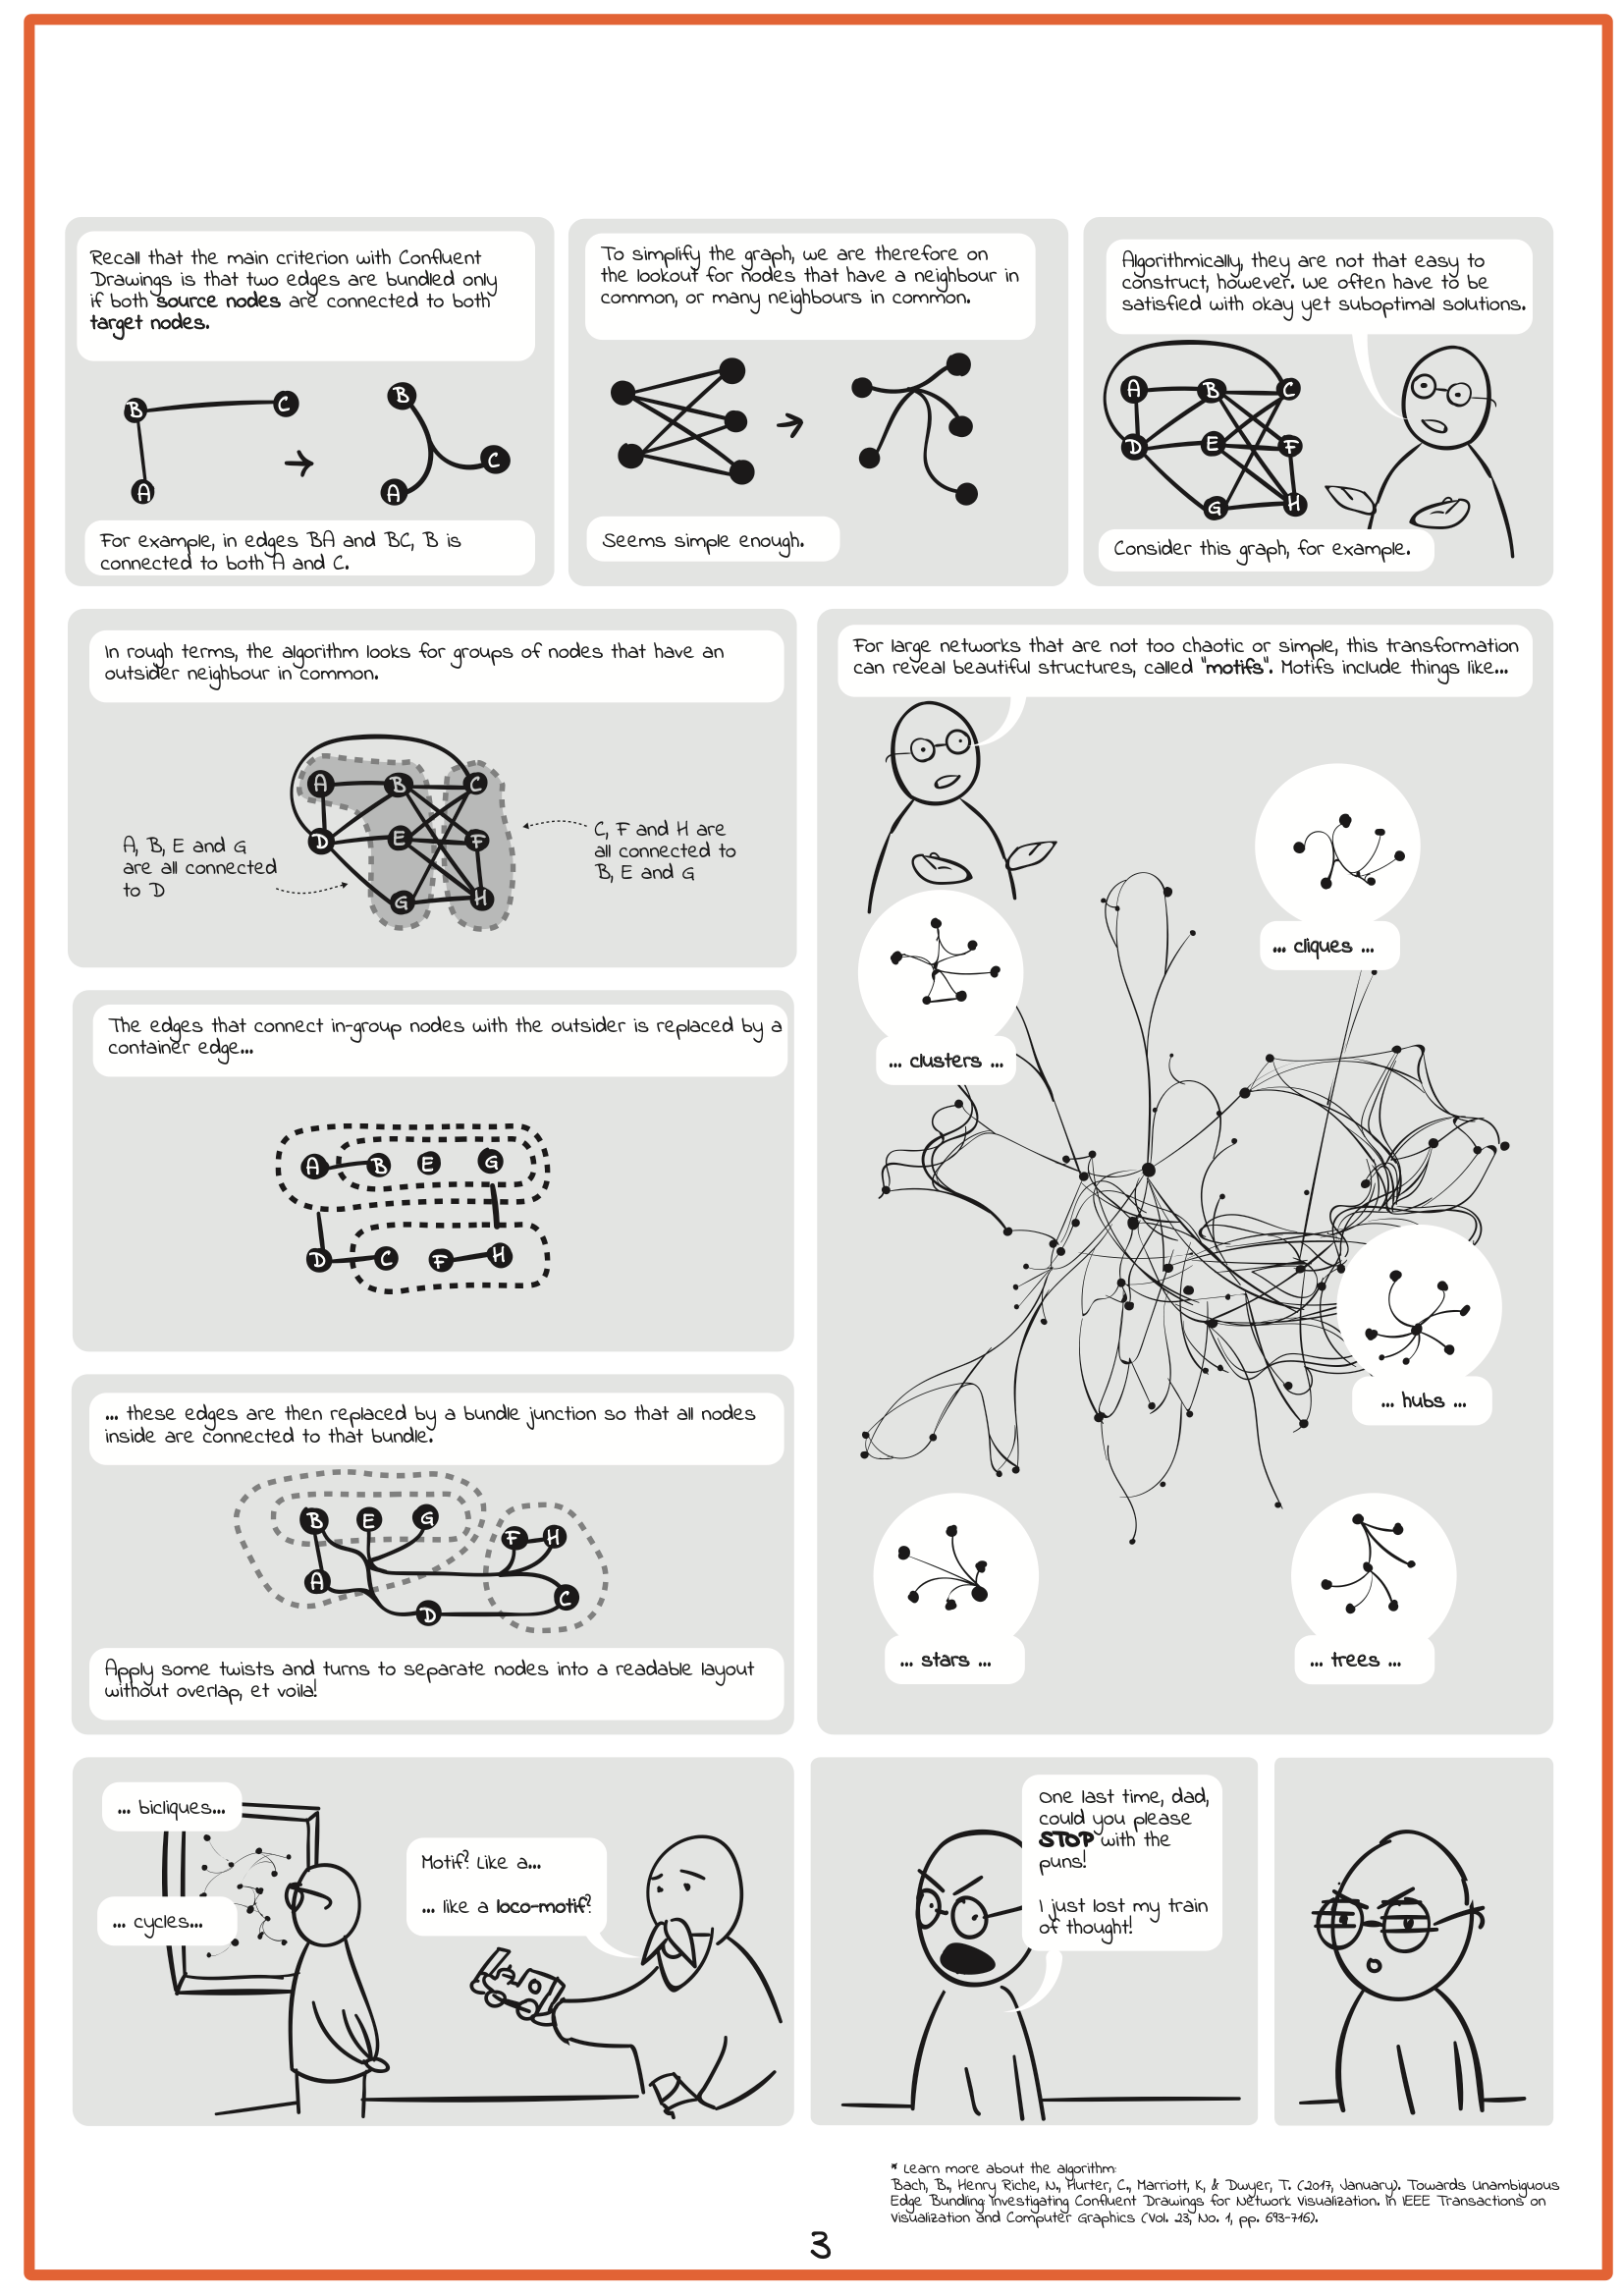 Recall that the main criterion with Confluent
Drawings is that two edges are bundled only
if both source nodes are connected to both
target nodes.
B
C
A
B
C
A
For example, in edges BA and BC, B is
connected to both A and C.
To simplify the graph, we are therefore on
the lookout for nodes that have a neighbour in
common, or many neighbours in common.
Seems simple enough.
Algorithmically, they are not that easy to
construct, however. We often have to be
satisfied with okay yet suboptimal solutions.
A B C
D E F
G H
Consider this graph, for example.
In rough terms, the algorithm looks for groups of nodes that have an
outsider neighbour in common.
A B C
D E F
G H
A, B, E and G
are all connected
to D
C, F and H are
all connected to
B, E and G
The edges that connect in-group nodes with the outsider is replaced by a
container edge...
A B E G
D C F H
... these edges are then replaced by a bundle junction so that all nodes
inside are connected to that bundle.
B E G
F H
A
C
D
Apply some twists and turns to separate nodes into a readable layout
without overlap, et voila!
For large networks that are not too chaotic or simple, this transformation
can reveal beautiful structures, called "motifs". Motifs include things like...
... cliques ...
... clusters ...
... hubs ...
... stars ...
... trees ...
... bicliques...
... cycles...
Motif? Like a...
... like a loco-motif?
One last time, dad,
could you please
STOP with the
puns!
I just lost my train
of thought!
* Learn more about the algorithm:
Bach, B., Henry Riche, N., Hurter, C., Marriott, K, & Dwyer, T. (2017, January). Towards Unambiguous
Edge Bundling: Investigating Confluent Drawings for Network Visualization. In IEEE Transactions on
Visualization and Computer Graphics (Vol. 23, No. 1, pp. 693-716).
3